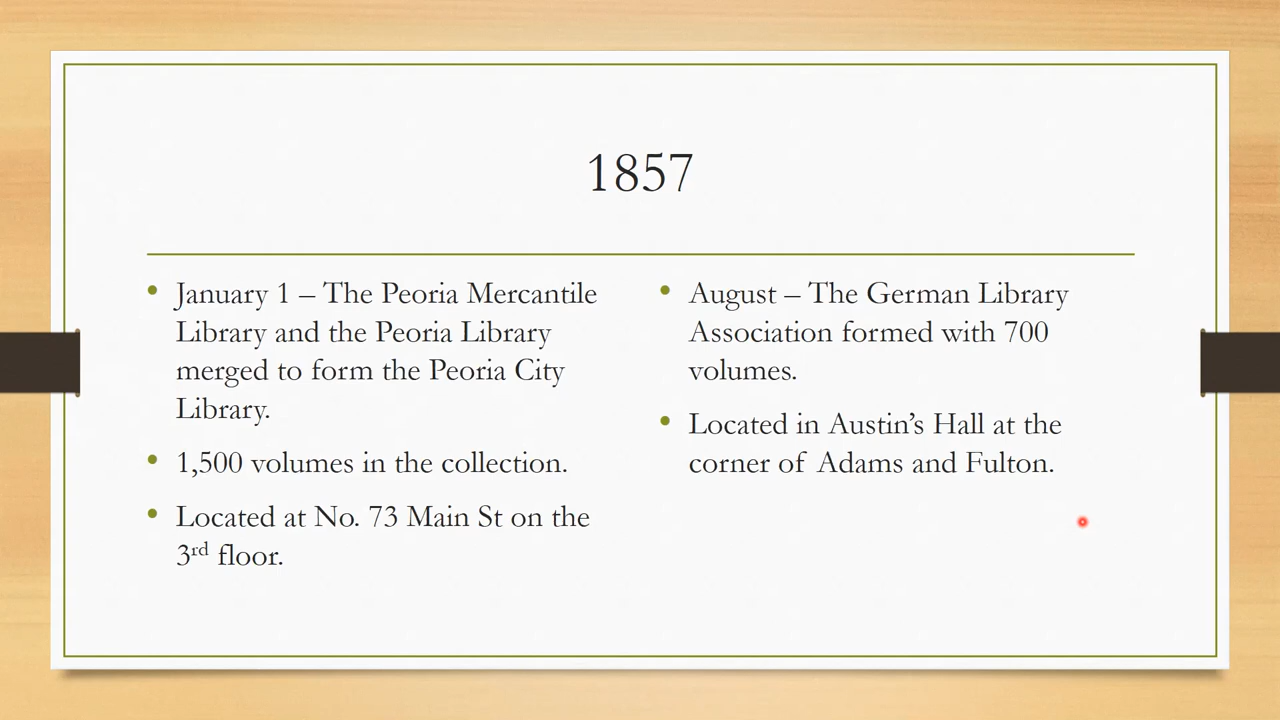 1857
January 1 – The Peoria Mercantile
Library and the Peoria Library
merged to form the Peoria City
Library.
1,500 volumes in the collection.
Located at No. 73 Main St on the
3rd floor.
August – The German Library
Association formed with 700
volumes.
Located in Austin’s Hall at the
corner of Adams and Fulton.